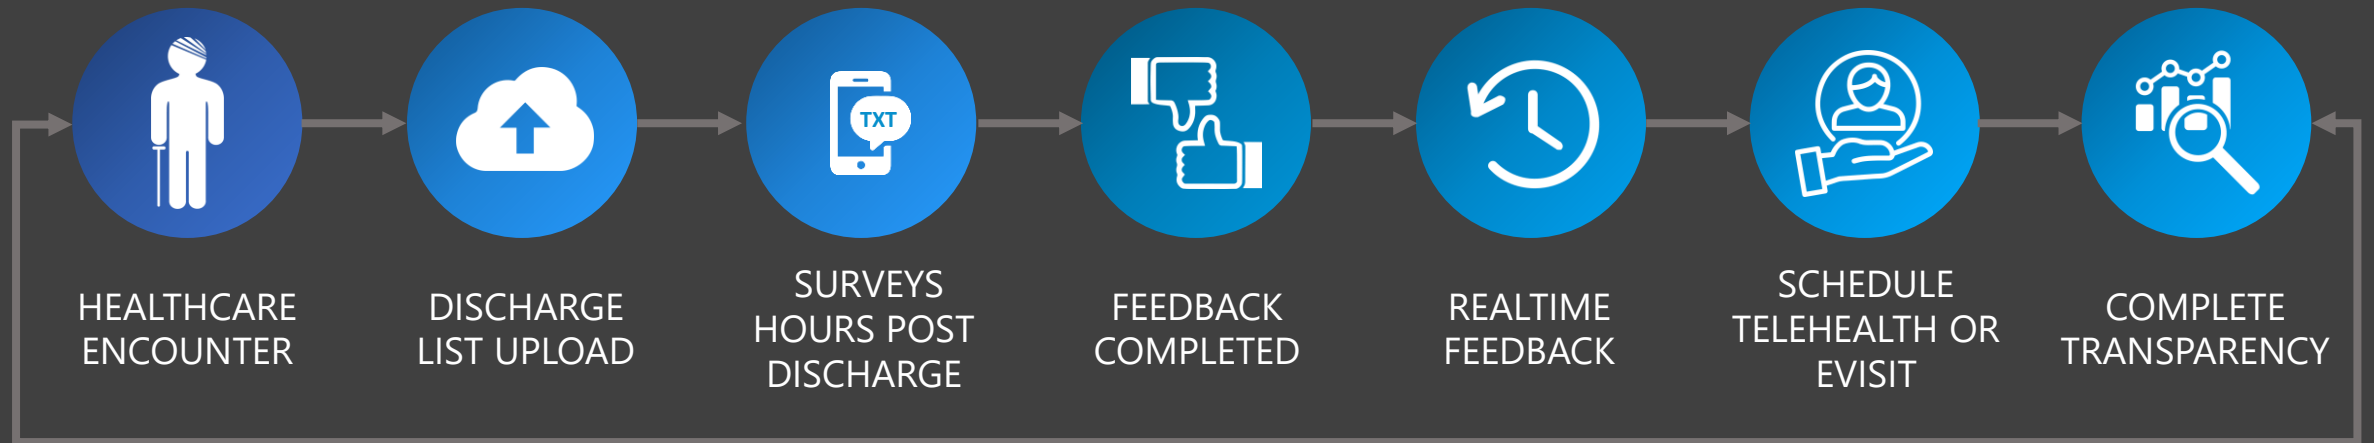 TXT
HEALTHCARE
ENCOUNTER
DISCHARGE
LIST UPLOAD
SURVEYS
HOURS POST
DISCHARGE
FEEDBACK
COMPLETED
REALTIME
FEEDBACK
SCHEDULE
TELEHEALTH OR
EVISIT
COMPLETE
TRANSPARENCY